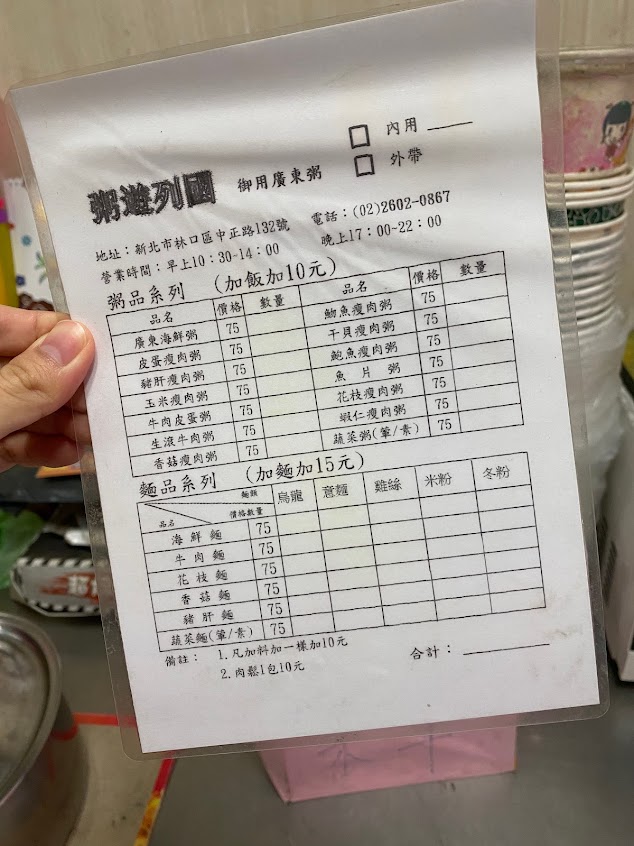 粥遊列國 御用廣東粥
□ 內用
□ 外帶
地址：新北市林口區中正路132號 電話：(02)2602-0867
營業時間：早上10：30-14：00 晚上17：00~22：00
粥品系列 (加飯加10元)
品名 價格 數量 品名 價格 數量
廣東海鮮粥 75 魩魚瘦肉粥 75
皮蛋瘦肉粥 75 干貝瘦肉粥 75
豬肝瘦肉粥 75 鮑魚瘦肉粥 75
玉米瘦肉粥 75 魚片粥 75
牛肉皮蛋粥 75 花枝瘦肉粥 75
生滾牛肉粥 75 蝦仁瘦肉粥 75
香菇瘦肉粥 75 蔬菜粥(葷/素) 75
麵品系列 (加麵加15元)
麵類 烏龍 意麵 雞絲 米粉 冬粉
品名 價格數量
海鮮麵 75
牛肉麵 75
花枝麵 75
香菇麵 75
豬肝麵 75
蔬菜麵(葷/素) 75
備註： 1. 凡加料加一樣加10元
2. 肉鬆1包10元
合計：